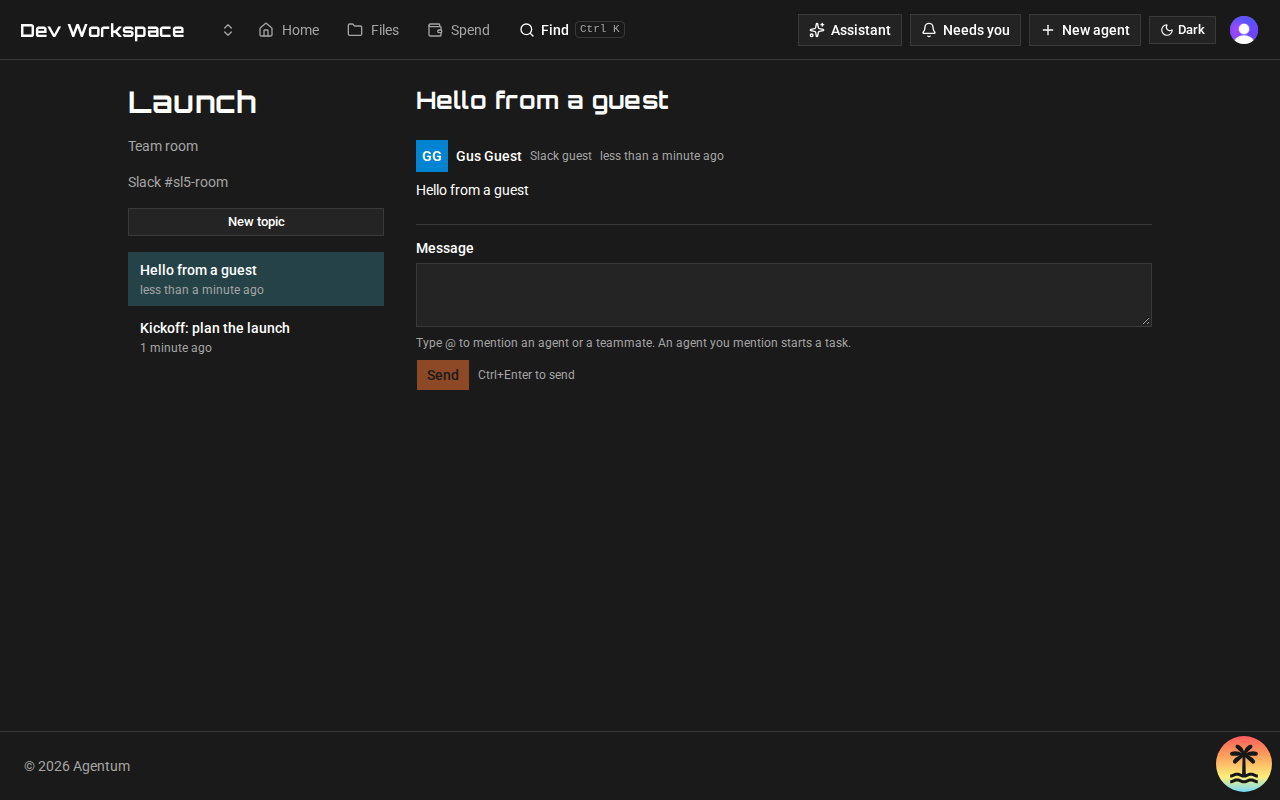 Dev Workspace
Home
Files
Spend
Find Ctrl K
Assistant
Needs you
New agent
Dark
Launch
Team room
Slack #sl5-room
New topic
Hello from a guest
less than a minute ago
Kickoff: plan the launch
1 minute ago
Hello from a guest
GG Gus Guest Slack guest less than a minute ago
Hello from a guest
Message
Type @ to mention an agent or a teammate. An agent you mention starts a task.
Send Ctrl+Enter to send
© 2026 Agentum